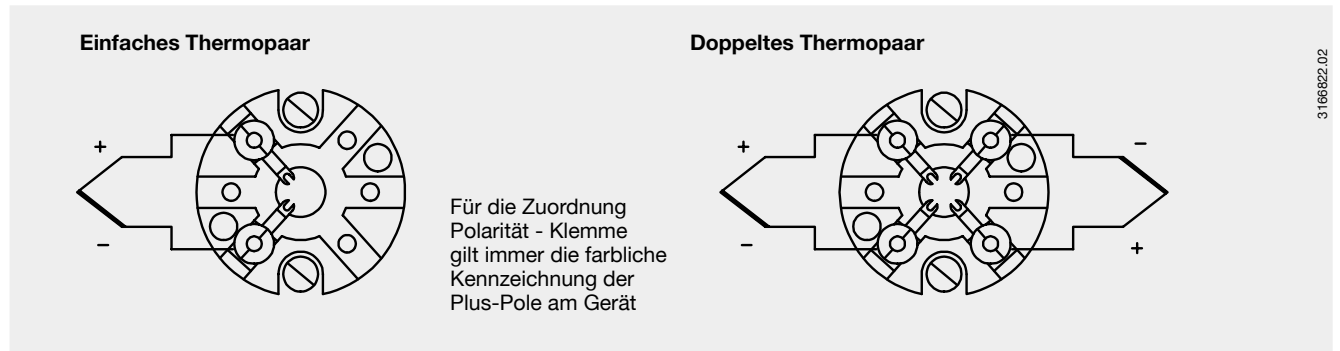 Einfaches Thermopaar
Doppeltes Thermopaar
3166822.02
+
–
Für die Zuordnung
Polarität - Klemme
gilt immer die farbliche
Kennzeichnung der
Plus-Pole am Gerät
+
–
–
+